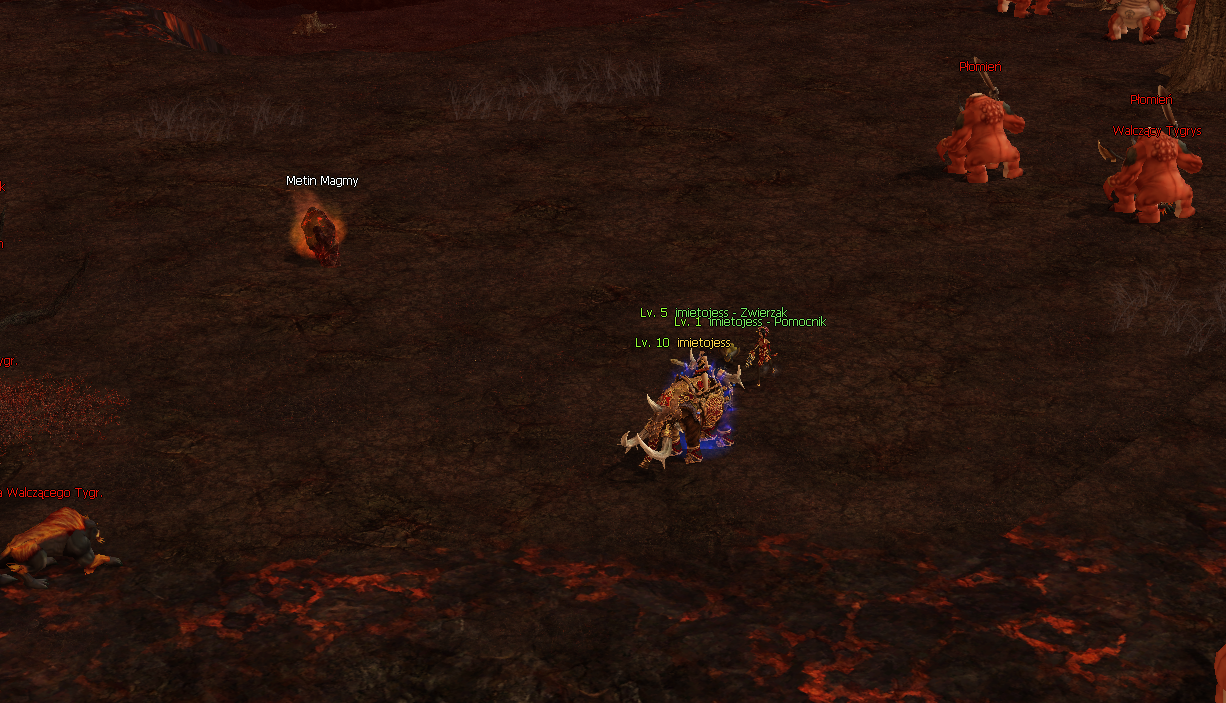 Płomień
Płomień
Walczący Tygrys
Metin Magmy
Lv. 5 imietojess - Zwierzak
Lv. 1 imietojess - Pomocnik
Lv. 10 imietojess
Walczącego Tygr.